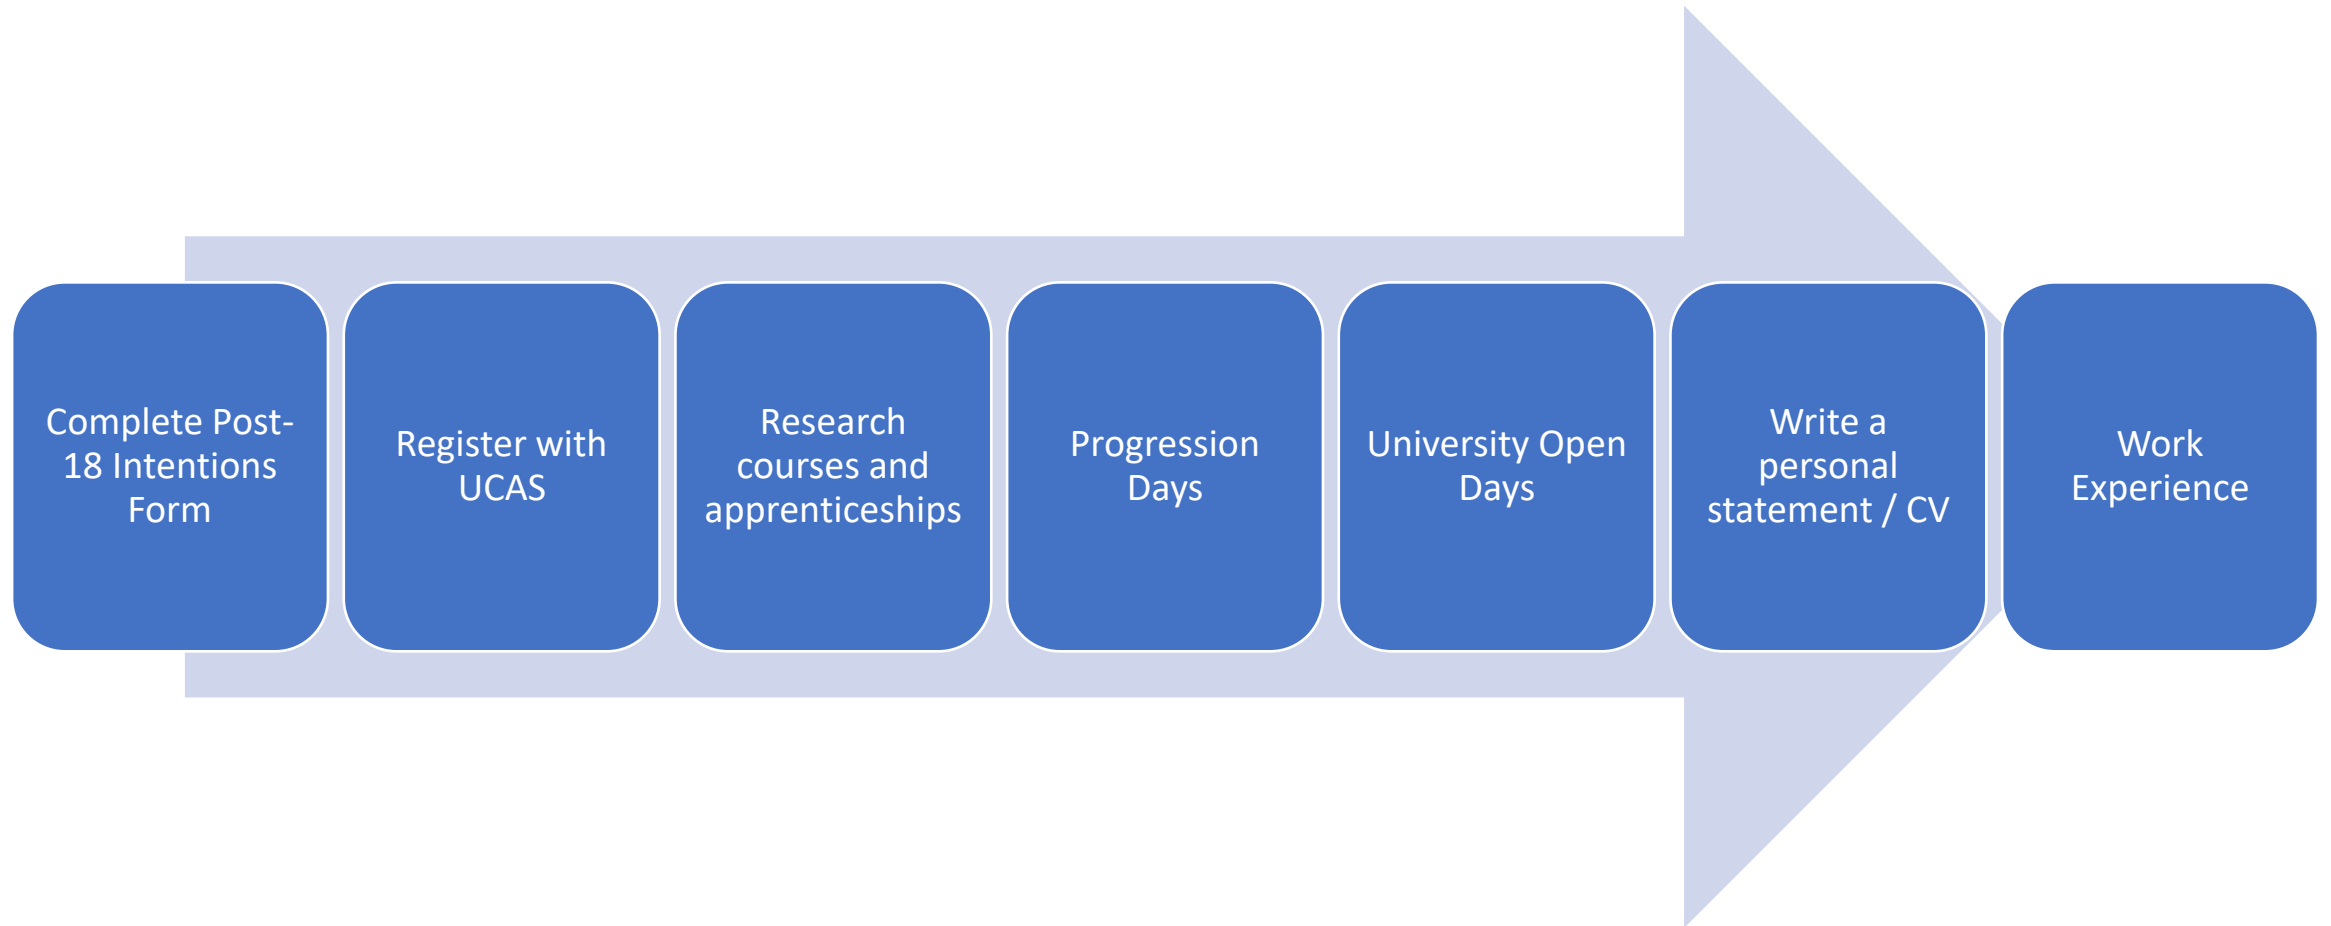 Complete Post-
18 Intentions
Form
Register with
UCAS
Research
courses and
apprenticeships
Progression
Days
University Open
Days
Write a
personal
statement / CV
Work
Experience